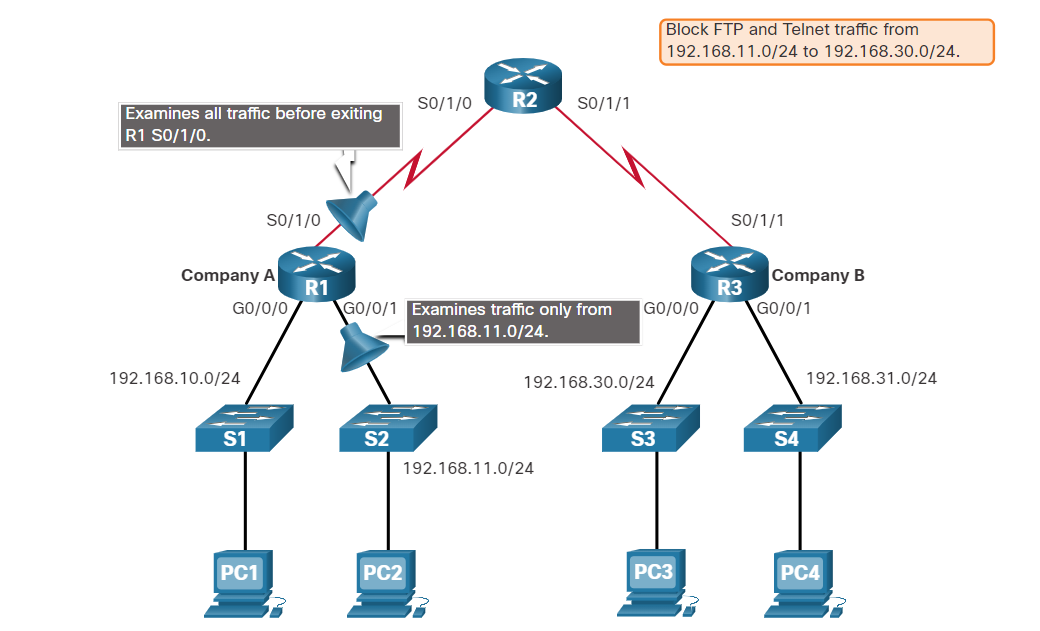 Block FTP and Telnet traffic from
192.168.11.0/24 to 192.168.30.0/24.
R2
S0/1/0
S0/1/1
Examines all traffic before exiting
R1 S0/1/0.
S0/1/0
S0/1/1
Company A
R1
R3
Company B
G0/0/0
G0/0/1
Examines traffic only from
192.168.11.0/24.
G0/0/0
G0/0/1
192.168.10.0/24
192.168.30.0/24
192.168.31.0/24
S1
S2
S3
S4
192.168.11.0/24
PC1
PC2
PC3
PC4